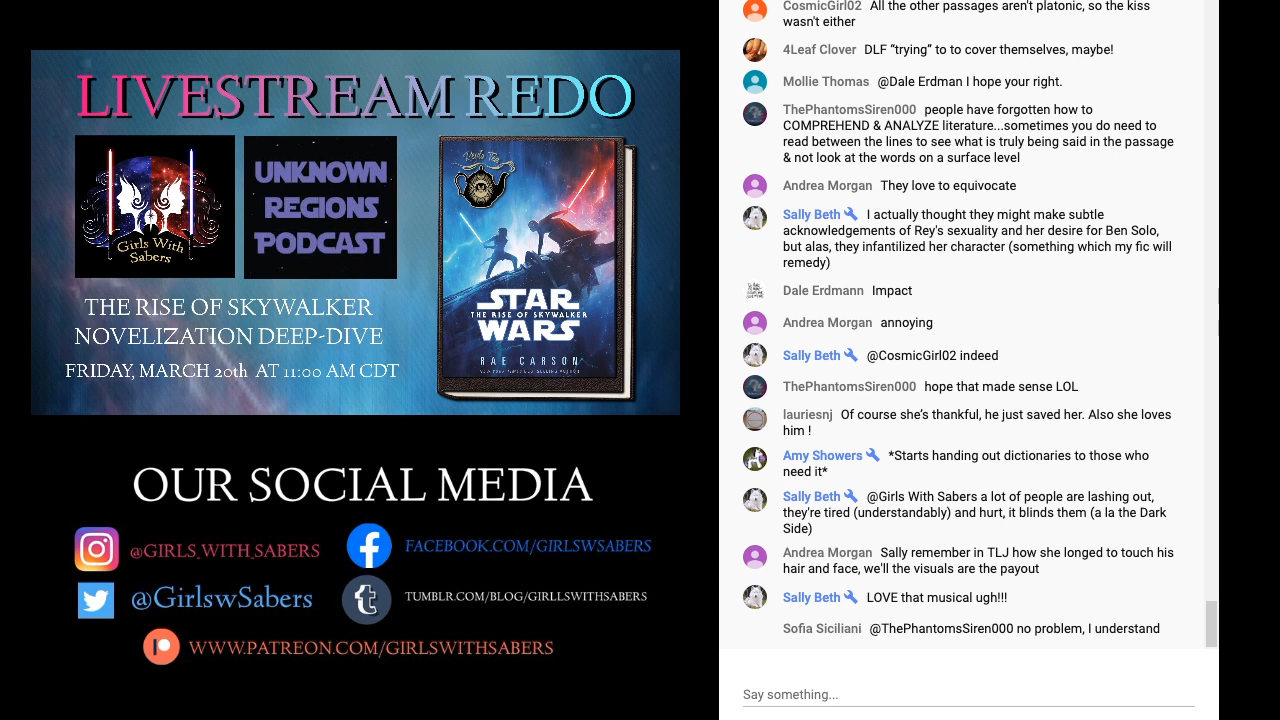 LIVESTREAM REDO
Girls With
Sabers
UNKNOWN
REGIONS
PODCAST
THE RISE OF SKYWALKER
NOVELIZATION DEEP-DIVE
FRIDAY, MARCH 20th AT 11:00 AM CDT
STAR
THE RISE OF SKYWALKER
WARS
RAE CARSON
OUR SOCIAL MEDIA
@GIRLS_WITH_SABERS
FACEBOOK.COM/GIRLSWSABERS
@GirlswSabers
TUMBLR.COM/BLOG/GIRLLSWITHSABERS
WWW.PATREON.COM/GIRLSWITHSABERS
CosmicGirl02 All the other passages aren't platonic, so the kiss
wasn't either
4Leaf Clover DLF “trying” to to cover themselves, maybe!
Mollie Thomas @Dale Erdman I hope your right.
ThePhantomsSiren000 people have forgotten how to
COMPREHEND & ANALYZE literature...sometimes you do need to
read between the lines to see what is truly being said in the passage
& not look at the words on a surface level
Andrea Morgan They love to equivocate
Sally Beth I actually thought they might make subtle
acknowledgements of Rey's sexuality and her desire for Ben Solo,
but alas, they infantilized her character (something which my fic will
remedy)
Dale Erdmann Impact
Andrea Morgan annoying
Sally Beth @CosmicGirl02 indeed
ThePhantomsSiren000 hope that made sense LOL
lauriesnj Of course she’s thankful, he just saved her. Also she loves
him !
Amy Showers *Starts handing out dictionaries to those who
need it*
Sally Beth @Girls With Sabers a lot of people are lashing out,
they're tired (understandably) and hurt, it blinds them (a la the Dark
Side)
Andrea Morgan Sally remember in TLJ how she longed to touch his
hair and face, we'll the visuals are the payout
Sally Beth LOVE that musical ugh!!!
Sofia Siciliani @ThePhantomsSiren000 no problem, I understand
Say something...